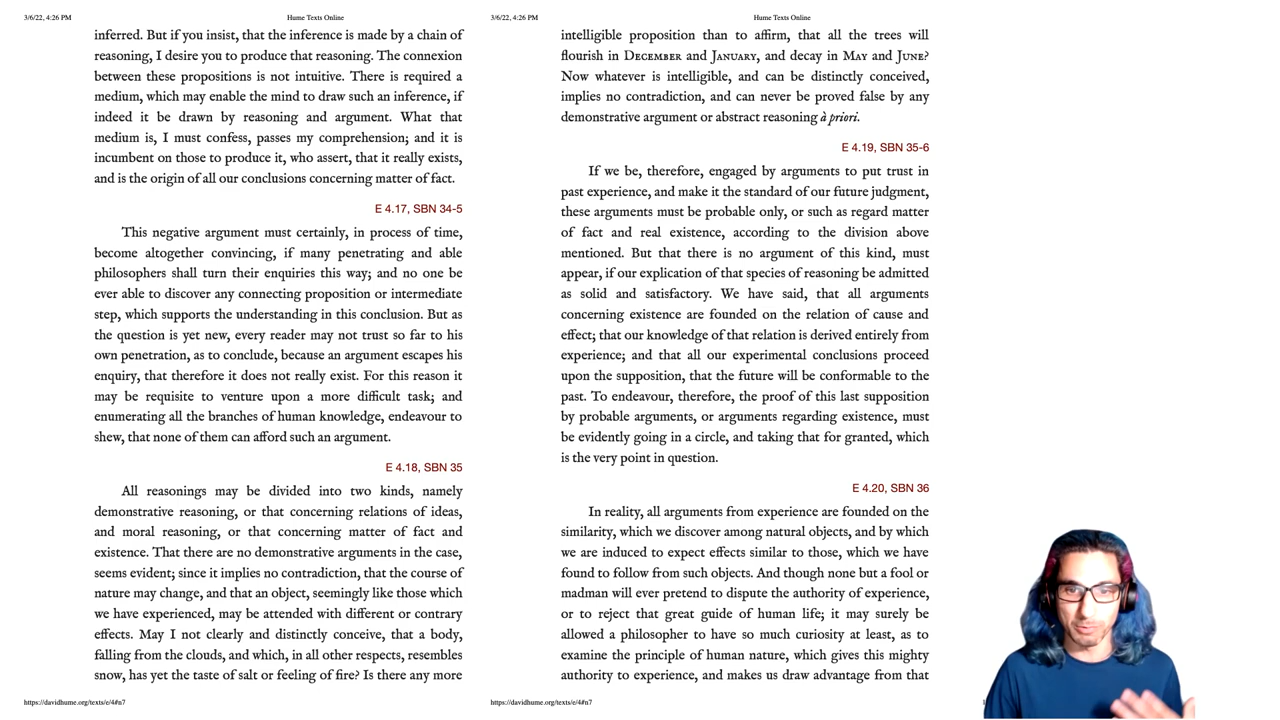 3/6/22, 4:26 PM
Hume Texts Online
inferred. But if you insist, that the inference is made by a chain of
reasoning, I desire you to produce that reasoning. The connexion
between these propositions is not intuitive. There is required a
medium, which may enable the mind to draw such an inference, if
indeed it be drawn by reasoning and argument. What that
medium is, I must confess, passes my comprehension; and it is
incumbent on those to produce it, who assert, that it really exists,
and is the origin of all our conclusions concerning matter of fact.
E 4.17, SBN 34-5
This negative argument must certainly, in process of time,
become altogether convincing, if many penetrating and able
philosophers shall turn their enquiries this way; and no one be
ever able to discover any connecting proposition or intermediate
step, which supports the understanding in this conclusion. But as
the question is yet new, every reader may not trust so far to his
own penetration, as to conclude, because an argument escapes his
enquiry, that therefore it does not really exist. For this reason it
may be requisite to venture upon a more difficult task; and
enumerating all the branches of human knowledge, endeavour to
shew, that none of them can afford such an argument.
E 4.18, SBN 35
All reasonings may be divided into two kinds, namely
demonstrative reasoning, or that concerning relations of ideas,
and moral reasoning, or that concerning matter of fact and
existence. That there are no demonstrative arguments in the case,
seems evident; since it implies no contradiction, that the course of
nature may change, and that an object, seemingly like those which
we have experienced, may be attended with different or contrary
effects. May I not clearly and distinctly conceive, that a body,
falling from the clouds, and which, in all other respects, resembles
snow, has yet the taste of salt or feeling of fire? Is there any more
https://davidhume.org/texts/e/4#n7
3/6/22, 4:26 PM
Hume Texts Online
intelligible proposition than to affirm, that all the trees will
flourish in DECEMBER and JANUARY, and decay in MAY and JUNE?
Now whatever is intelligible, and can be distinctly conceived,
implies no contradiction, and can never be proved false by any
demonstrative argument or abstract reasoning à priori.
E 4.19, SBN 35-6
If we be, therefore, engaged by arguments to put trust in
past experience, and make it the standard of our future judgment,
these arguments must be probable only, or such as regard matter
of fact and real existence, according to the division above
mentioned. But that there is no argument of this kind, must
appear, if our explication of that species of reasoning be admitted
as solid and satisfactory. We have said, that all arguments
concerning existence are founded on the relation of cause and
effect; that our knowledge of that relation is derived entirely from
experience; and that all our experimental conclusions proceed
upon the supposition, that the future will be conformable to the
past. To endeavour, therefore, the proof of this last supposition
by probable arguments, or arguments regarding existence, must
be evidently going in a circle, and taking that for granted, which
is the very point in question.
E 4.20, SBN 36
In reality, all arguments from experience are founded on the
similarity, which we discover among natural objects, and by which
we are induced to expect effects similar to those, which we have
found to follow from such objects. And though none but a fool or
madman will ever pretend to dispute the authority of experience,
or to reject that great guide of human life; it may surely be
allowed a philosopher to have so much curiosity at least, as to
examine the principle of human nature, which gives this mighty
authority to experience, and makes us draw advantage from that
https://davidhume.org/texts/e/4#n7